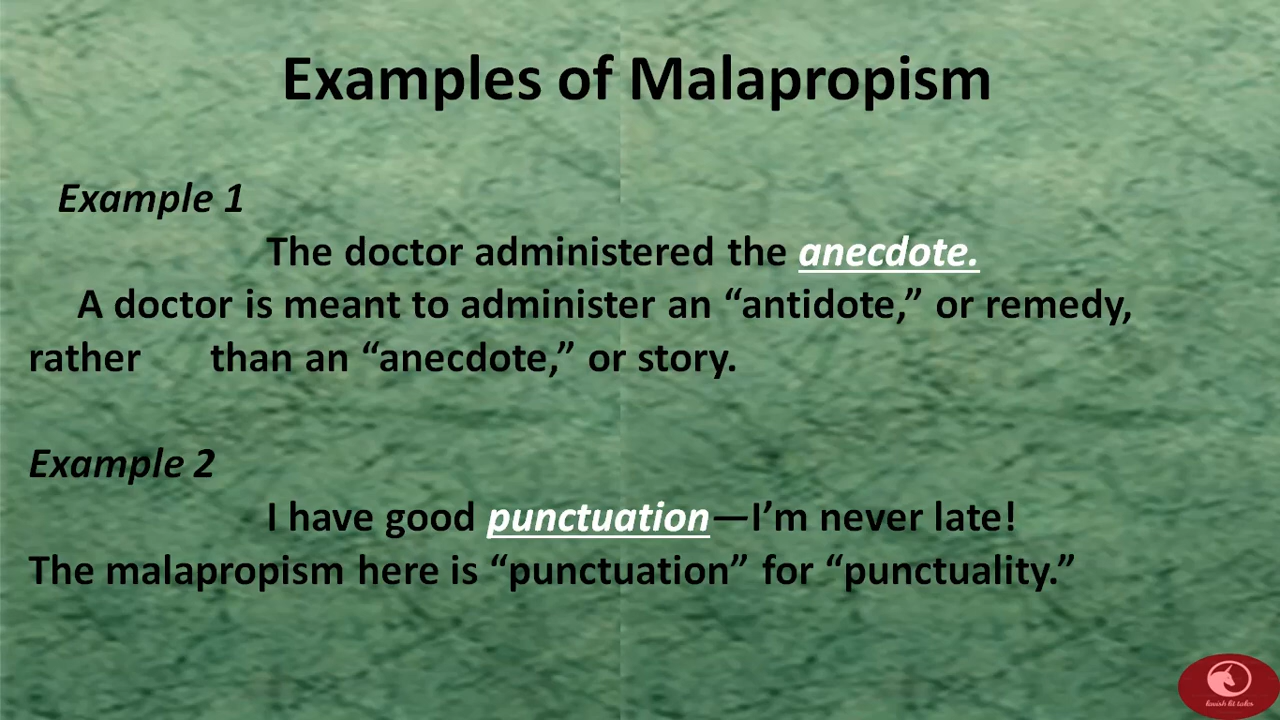 Examples of Malapropism
Example 1
The doctor administered the anecdote.
A doctor is meant to administer an “antidote,” or remedy,
rather than an “anecdote,” or story.
Example 2
I have good punctuation—I’m never late!
The malapropism here is “punctuation” for “punctuality.”